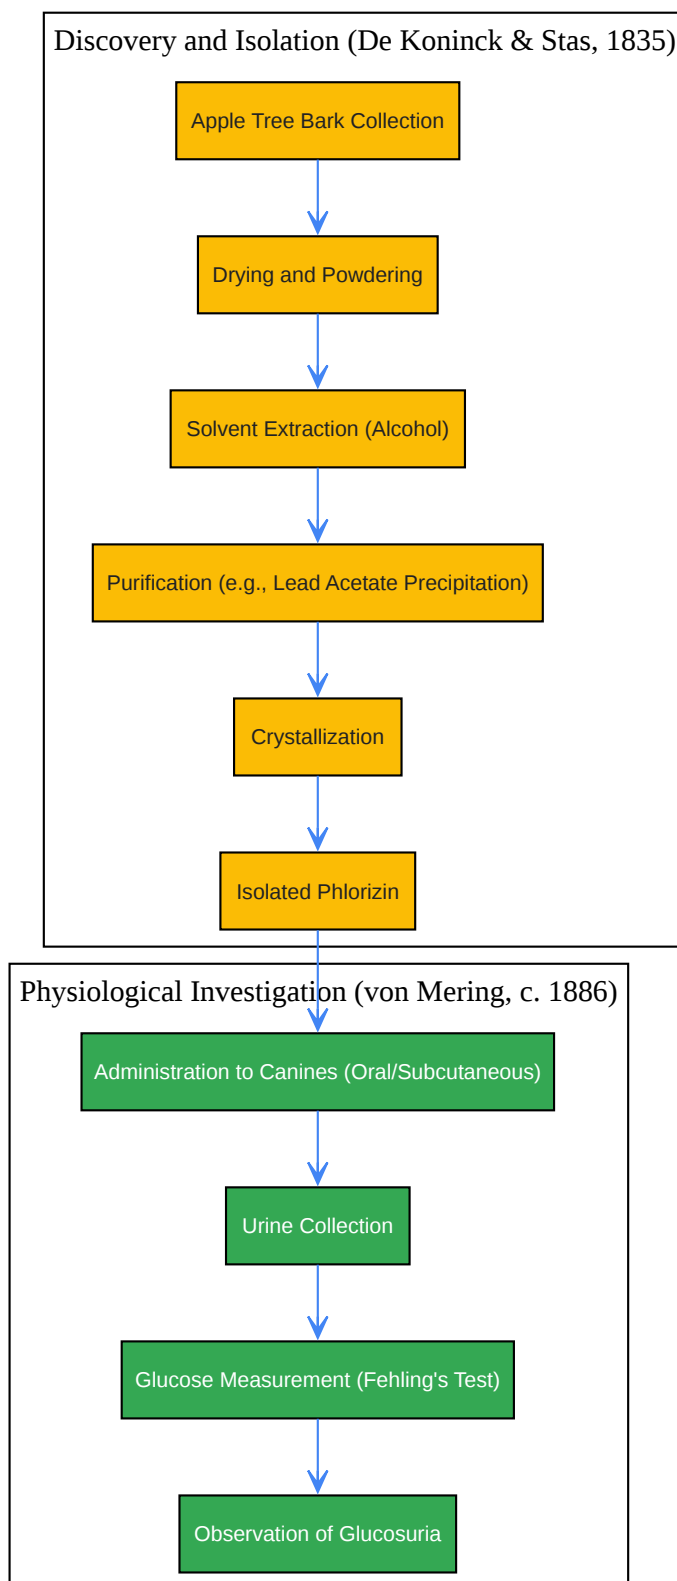 Discovery and Isolation (De Koninck & Stas, 1835)
Apple Tree Bark Collection
Drying and Powdering
Solvent Extraction (Alcohol)
Purification (e.g., Lead Acetate Precipitation)
Crystallization
Isolated Phlorizin
Physiological Investigation (von Mering, c. 1886)
Administration to Canines (Oral/Subcutaneous)
Urine Collection
Glucose Measurement (Fehling's Test)
Observation of Glucosuria